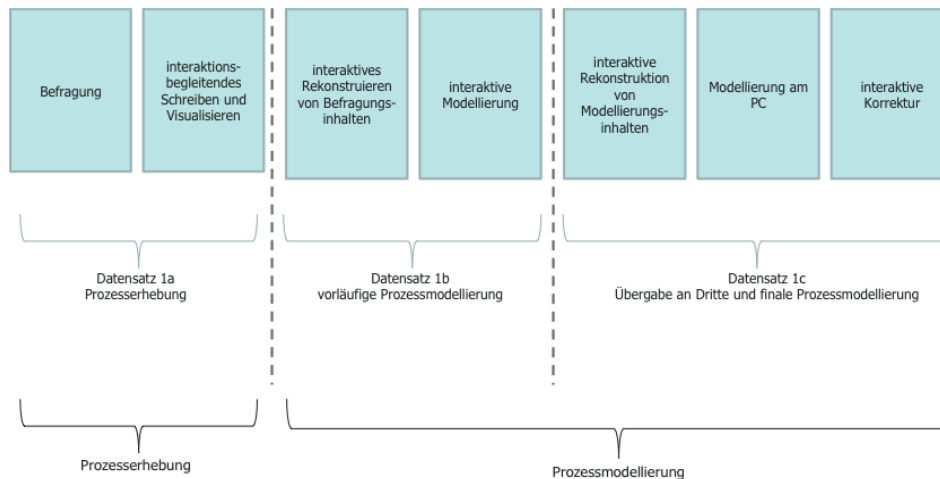 Befragung
interaktions-
begleitendes
Schreiben und
Visualisieren
interaktives
Rekonstruieren
von Befragungs-
inhalten
interaktive
Modellierung
interaktive
Rekonstruktion
von
Modellierungs-
inhalten
Modellierung am
PC
interaktive
Korrektur
Datensatz 1a
Prozesserhebung
Datensatz 1b
vorläufige Prozessmodellierung
Datensatz 1c
Übergabe an Dritte und finale Prozessmodellierung
Prozesserhebung
Prozessmodellierung